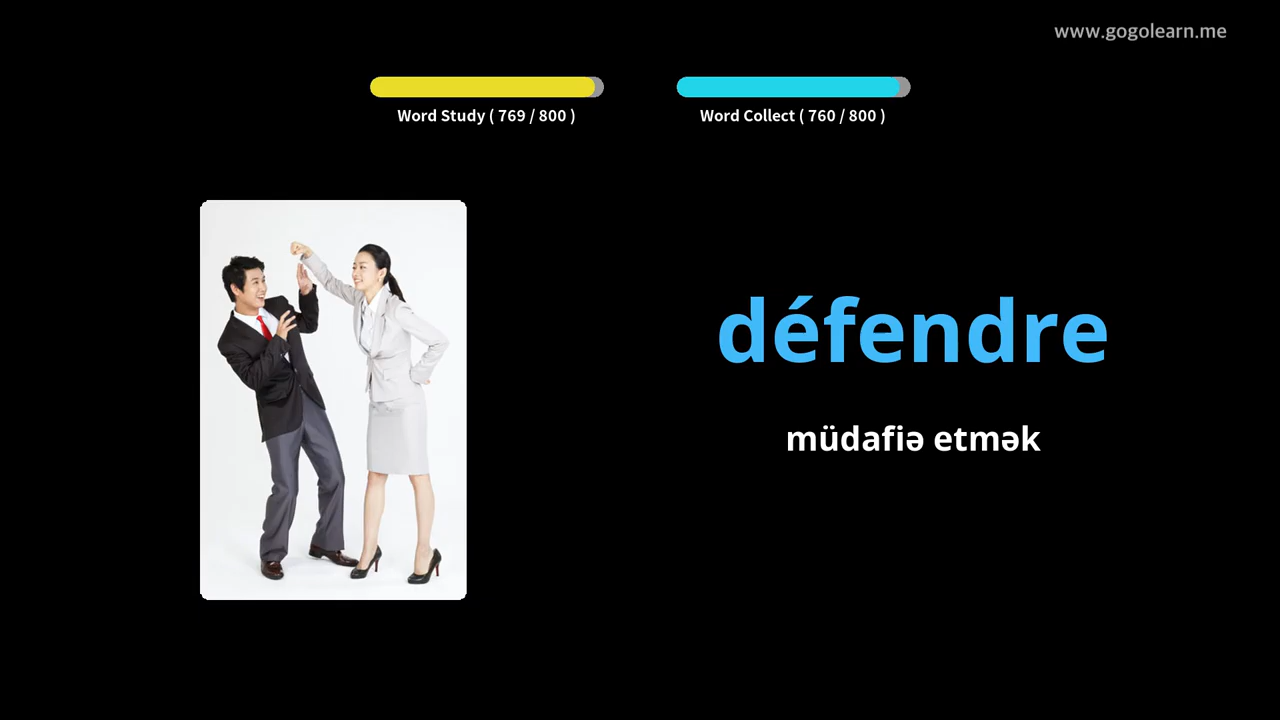 www.gogolearn.me
Word Study ( 769 / 800 )
Word Collect ( 760 / 800 )
défendre
müdafiə etmək